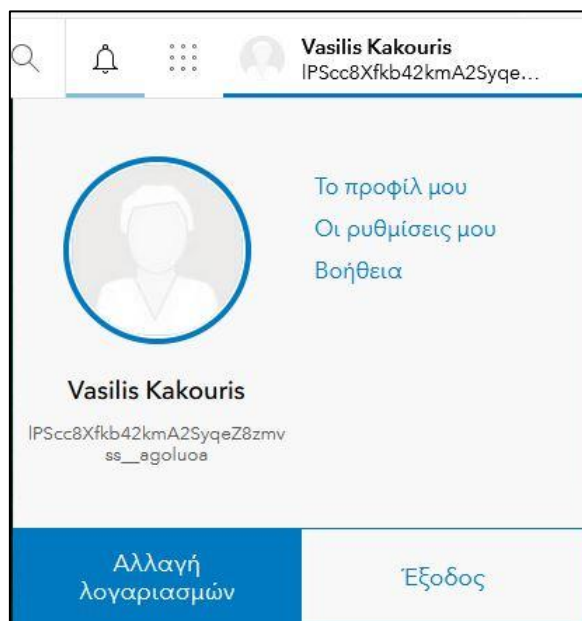 Vasilis Kakouris
lPScc8Xfkb42kmA2Syqe...
Το προφίλ μου
Οι ρυθμίσεις μου
Βοήθεια
Vasilis Kakouris
lPScc8Xfkb42kmA2SyqeZ8zmv
ss__agoluoa
Αλλαγή
λογαριασμών
Έξοδος